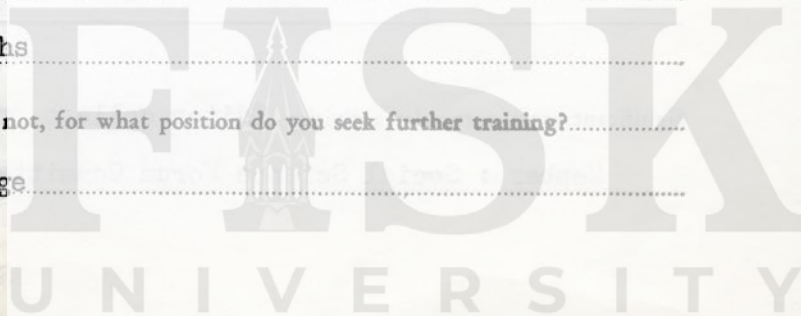 hs
not, for what position do you seek further training?
ge
FISK
UNIVERSITY